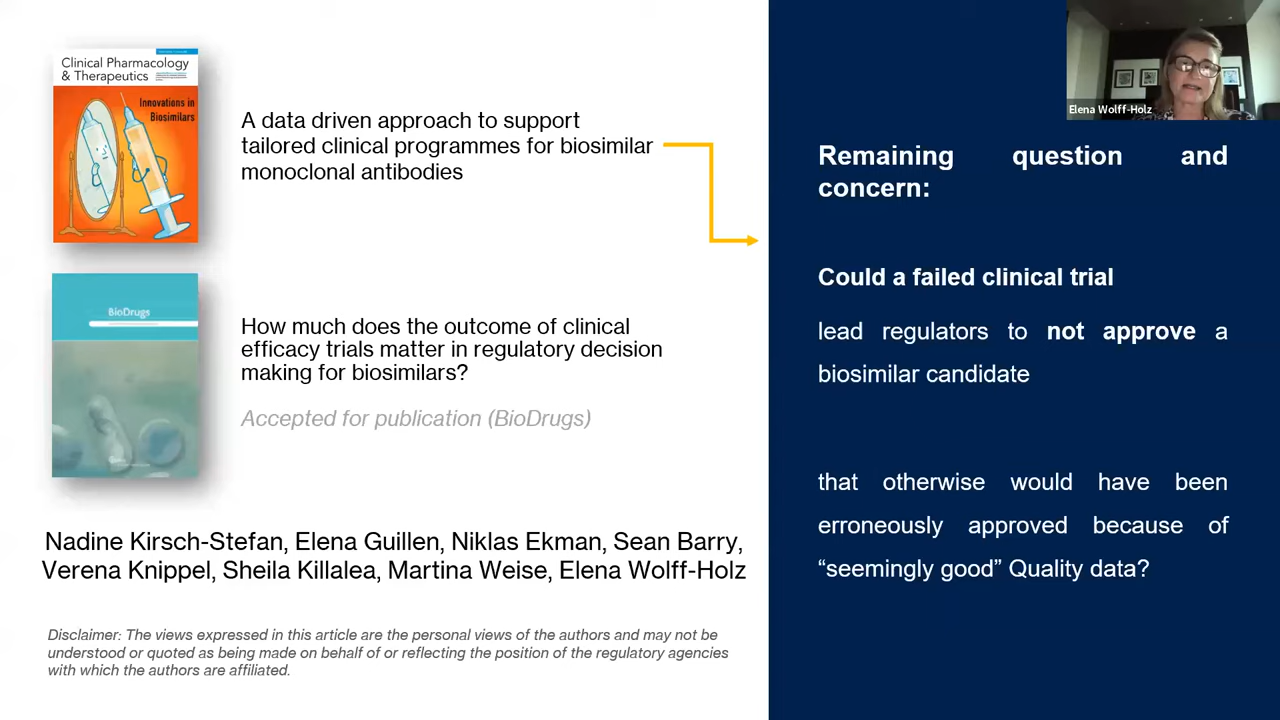 Clinical Pharmacology
& Therapeutics
Innovations in
Biosimilars
A data driven approach to support
tailored clinical programmes for biosimilar
monoclonal antibodies
BioDrugs
How much does the outcome of clinical
efficacy trials matter in regulatory decision
making for biosimilars?
Accepted for publication (BioDrugs)
Nadine Kirsch-Stefan, Elena Guillen, Niklas Ekman, Sean Barry,
Verena Knippel, Sheila Killalea, Martina Weise, Elena Wolff-Holz
Disclaimer: The views expressed in this article are the personal views of the authors and may not be
understood or quoted as being made on behalf of or reflecting the position of the regulatory agencies
with which the authors are affiliated.
Elena Wolff-Holz
Remaining question and
concern:
Could a failed clinical trial
lead regulators to not approve a
biosimilar candidate
that otherwise would have been
erroneously approved because of
“seemingly good” Quality data?